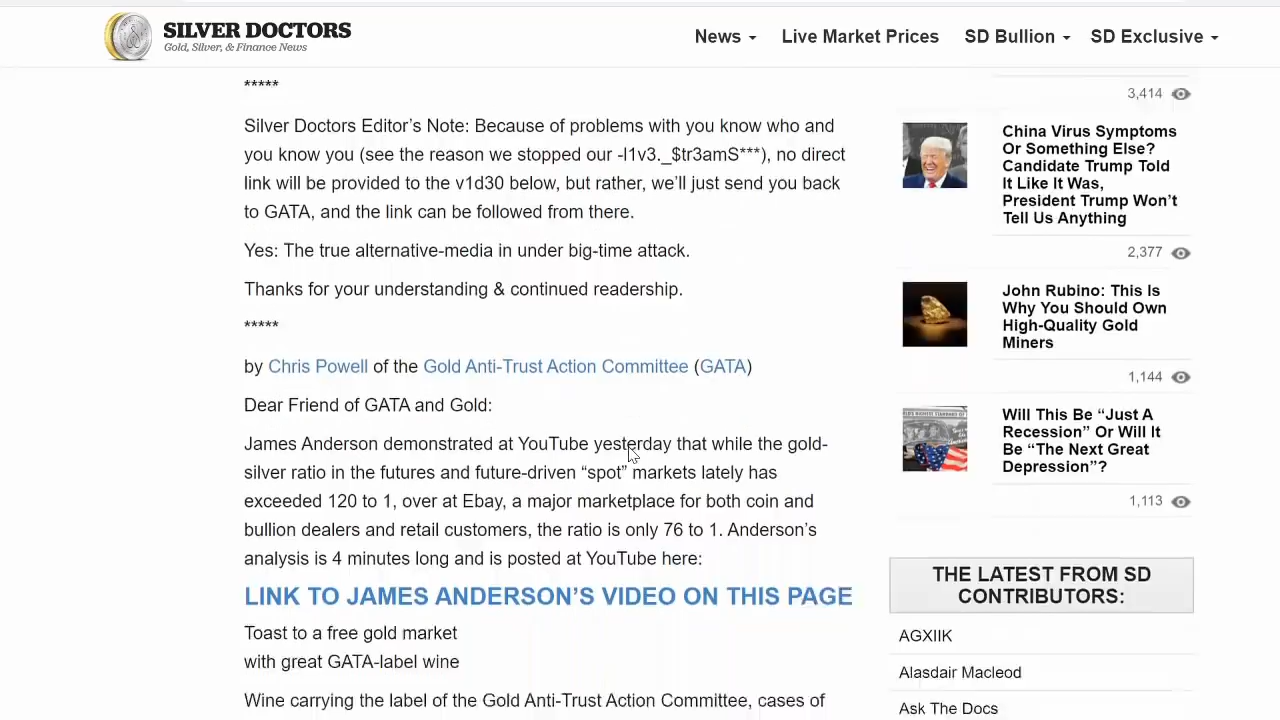 SILVER DOCTORS
Gold, Silver, & Finance News
News
Live Market Prices
SD Bullion
SD Exclusive
*****
Silver Doctors Editor’s Note: Because of problems with you know who and
you know you (see the reason we stopped our -l1v3._$tr3amS***), no direct
link will be provided to the v1d30 below, but rather, we’ll just send you back
to GATA, and the link can be followed from there.
Yes: The true alternative-media in under big-time attack.
Thanks for your understanding & continued readership.
*****
by Chris Powell of the Gold Anti-Trust Action Committee (GATA)
Dear Friend of GATA and Gold:
James Anderson demonstrated at YouTube yesterday that while the gold-
silver ratio in the futures and future-driven “spot” markets lately has
exceeded 120 to 1, over at Ebay, a major marketplace for both coin and
bullion dealers and retail customers, the ratio is only 76 to 1. Anderson’s
analysis is 4 minutes long and is posted at YouTube here:
LINK TO JAMES ANDERSON’S VIDEO ON THIS PAGE
Toast to a free gold market
with great GATA-label wine
Wine carrying the label of the Gold Anti-Trust Action Committee, cases of
3,414
China Virus Symptoms
Or Something Else?
Candidate Trump Told
It Like It Was,
President Trump Won’t
Tell Us Anything
2,377
John Rubino: This Is
Why You Should Own
High-Quality Gold
Miners
1,144
Will This Be “Just A
Recession” Or Will It
Be “The Next Great
Depression”?
1,113
THE LATEST FROM SD
CONTRIBUTORS:
AGXIIK
Alasdair Macleod
Ask The Docs